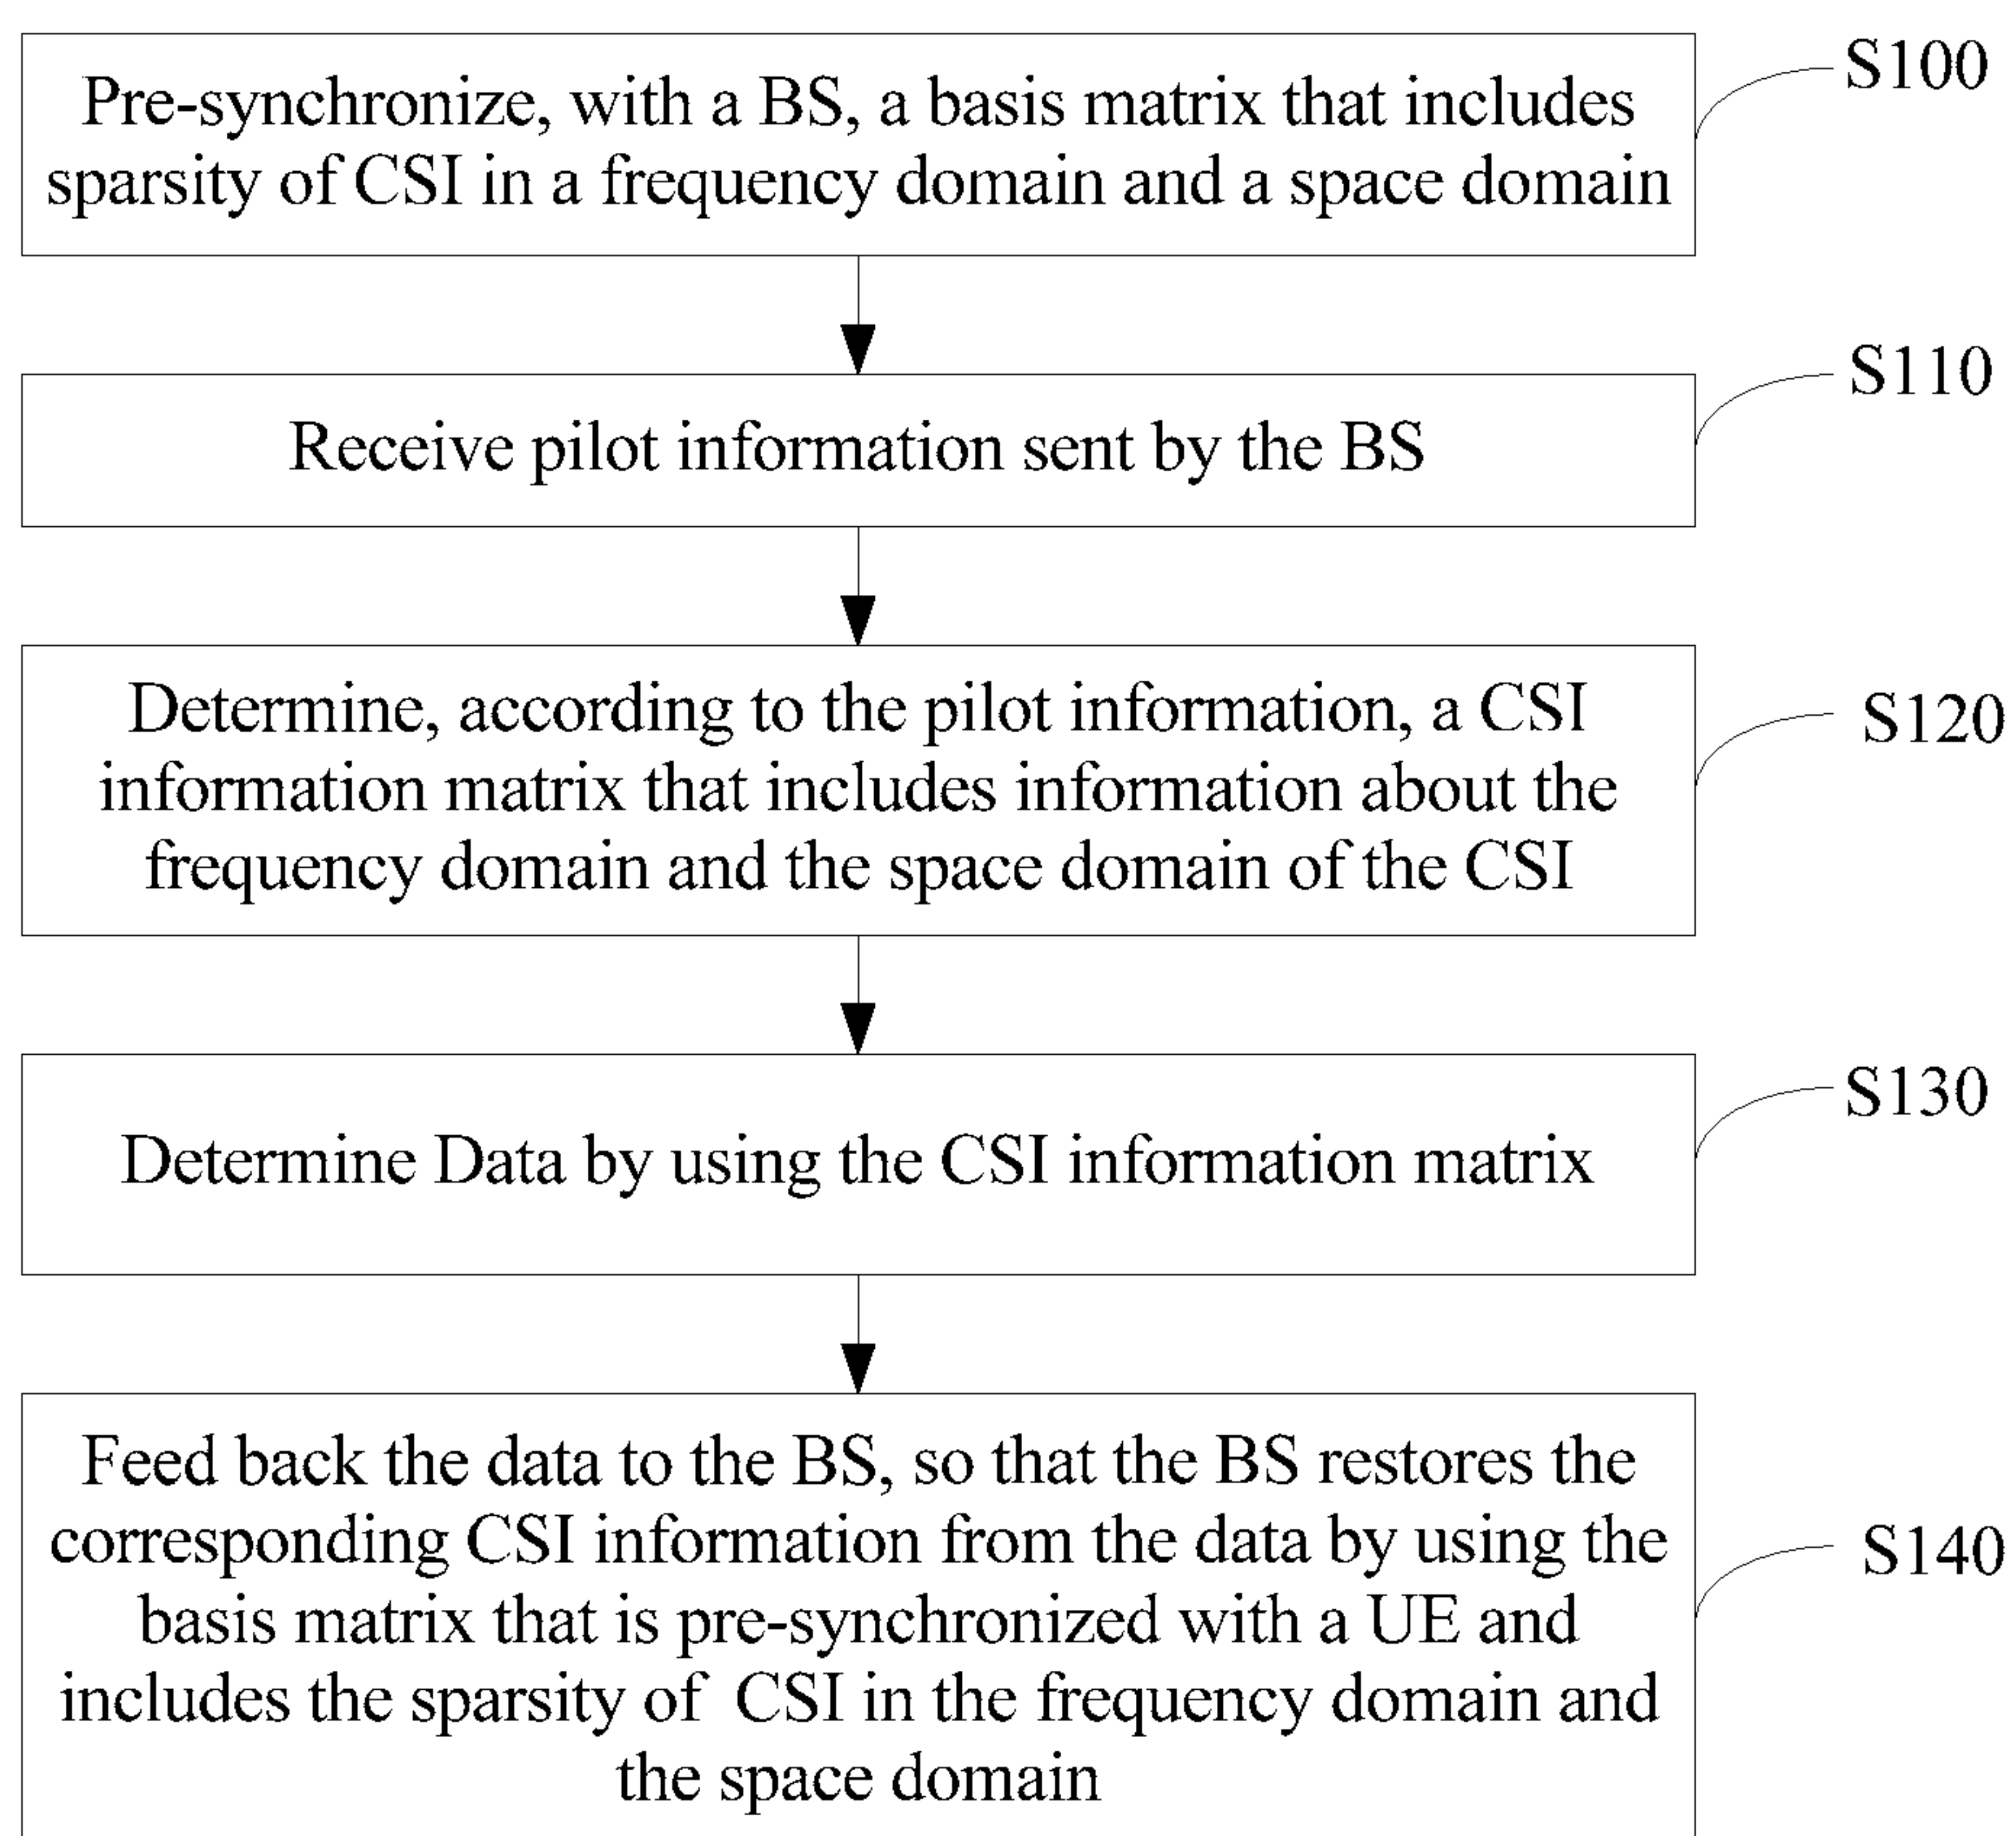 Pre-synchronize, with a BS, a basis matrix that includes
sparsity of CSI in a frequency domain and a space domain
S100
Receive pilot information sent by the BS
S110
Determine, according to the pilot information, a CSI
information matrix that includes information about the
frequency domain and the space domain of the CSI
S120
Determine Data by using the CSI information matrix
S130
Feed back the data to the BS, so that the BS restores the
corresponding CSI information from the data by using the
basis matrix that is pre-synchronized with a UE and
includes the sparsity of CSI in the frequency domain and
the space domain
S140